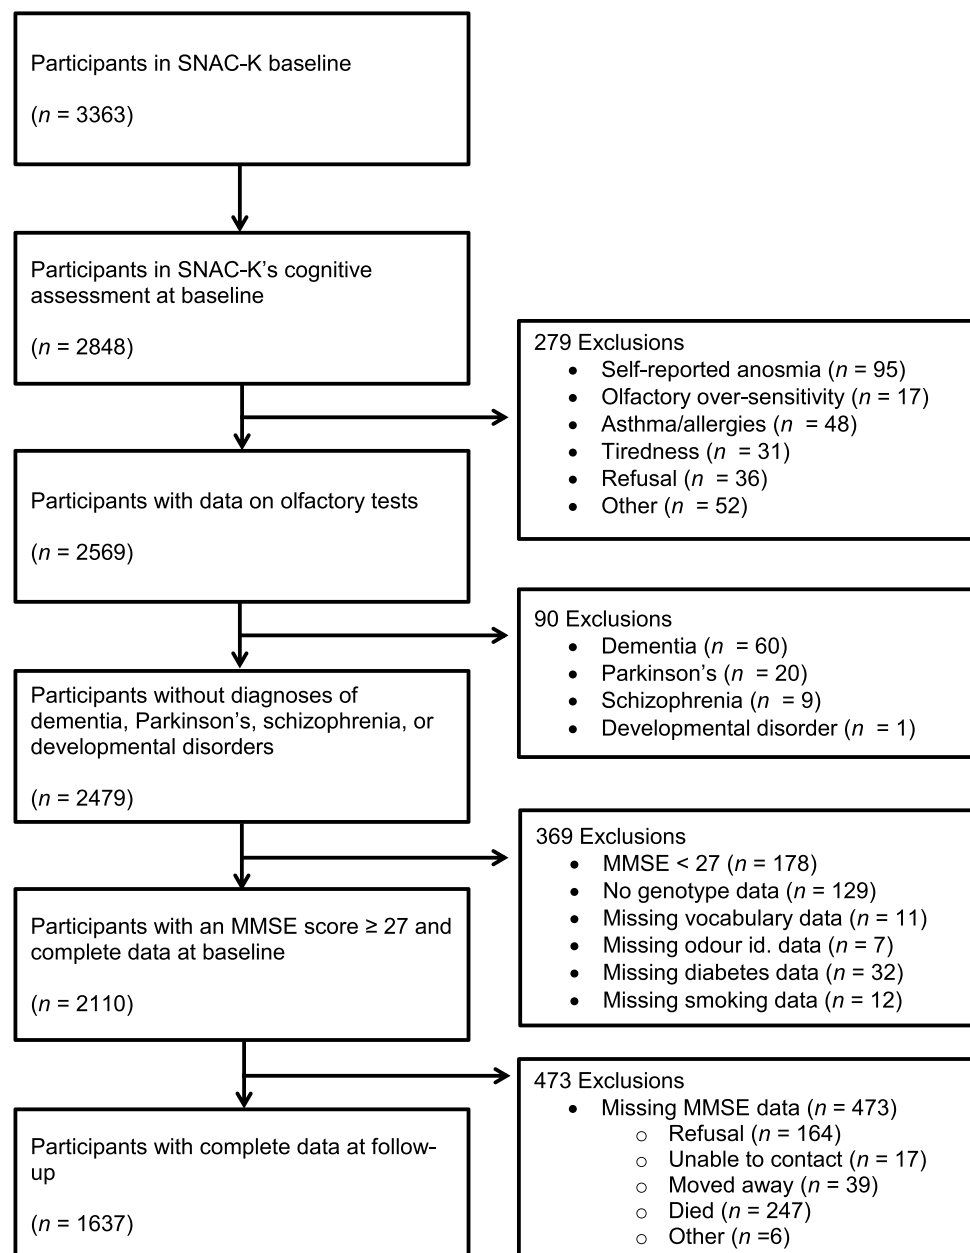 Participants in SNAC-K baseline
(n = 3363)
Participants in SNAC-K’s cognitive
assessment at baseline
(n = 2848)
279 Exclusions
• Self-reported anosmia (n = 95)
• Olfactory over-sensitivity (n = 17)
• Asthma/allergies (n = 48)
• Tiredness (n = 31)
• Refusal (n = 36)
• Other (n = 52)
Participants with data on olfactory tests
(n = 2569)
90 Exclusions
• Dementia (n = 60)
• Parkinson’s (n = 20)
• Schizophrenia (n = 9)
• Developmental disorder (n = 1)
Participants without diagnoses of
dementia, Parkinson’s, schizophrenia, or
developmental disorders
(n = 2479)
369 Exclusions
• MMSE < 27 (n = 178)
• No genotype data (n = 129)
• Missing vocabulary data (n = 11)
• Missing odour id. data (n = 7)
• Missing diabetes data (n = 32)
• Missing smoking data (n = 12)
Participants with an MMSE score ≥ 27 and
complete data at baseline
(n = 2110)
473 Exclusions
• Missing MMSE data (n = 473)
o Refusal (n = 164)
o Unable to contact (n = 17)
o Moved away (n = 39)
o Died (n = 247)
o Other (n =6)
Participants with complete data at follow-
up
(n = 1637)